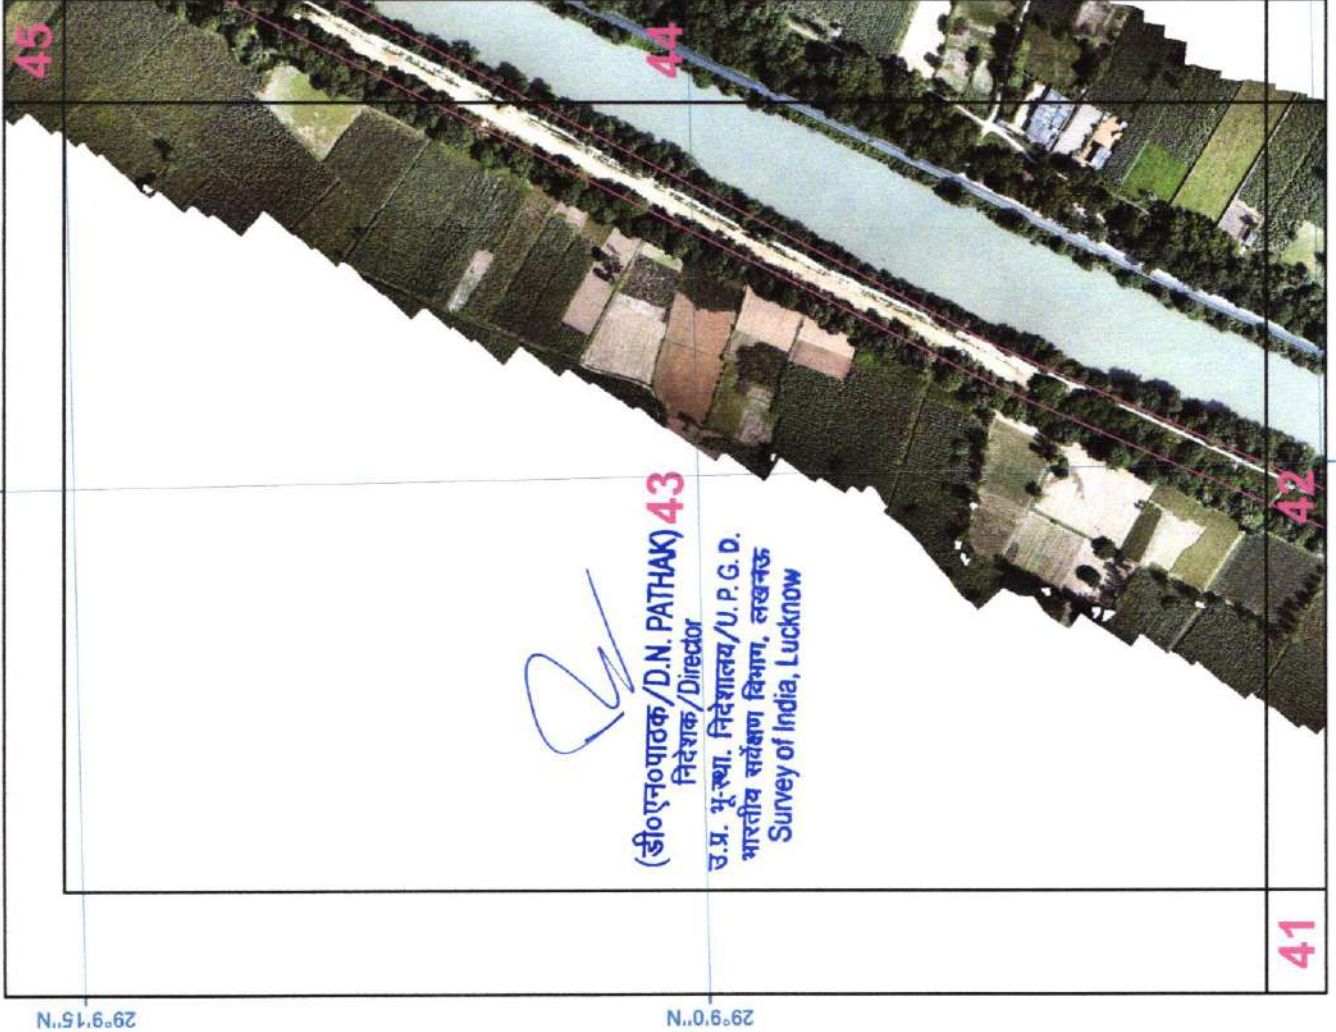 45
44
(डी०एन०पाठक/D.N. PATHAK)
निदेशक/Director
उ.प्र. भू-स्था. निदेशालय/U.P.G.D.
भारतीय सर्वेक्षण विभाग, लखनऊ
Survey of India, Lucknow
43
42
41
29°9'15"N
29°9'0"N